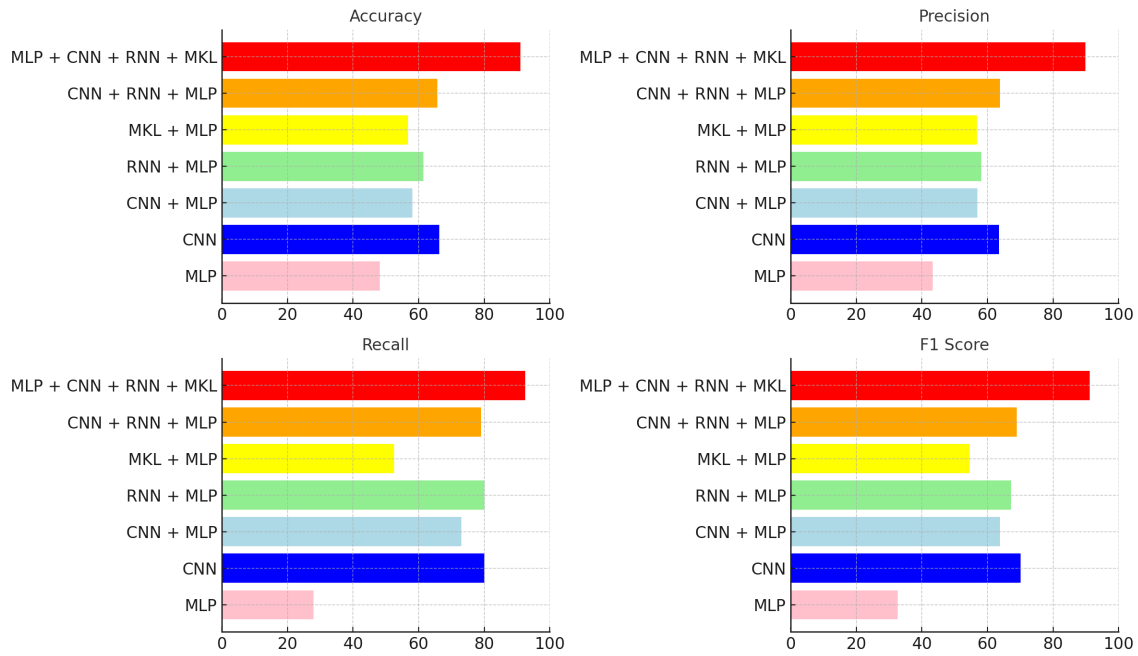 Accuracy
MLP + CNN + RNN + MKL
CNN + RNN + MLP
MKL + MLP
RNN + MLP
CNN + MLP
CNN
MLP
0 20 40 60 80 100
Precision
MLP + CNN + RNN + MKL
CNN + RNN + MLP
MKL + MLP
RNN + MLP
CNN + MLP
CNN
MLP
0 20 40 60 80 100
Recall
MLP + CNN + RNN + MKL
CNN + RNN + MLP
MKL + MLP
RNN + MLP
CNN + MLP
CNN
MLP
0 20 40 60 80 100
F1 Score
MLP + CNN + RNN + MKL
CNN + RNN + MLP
MKL + MLP
RNN + MLP
CNN + MLP
CNN
MLP
0 20 40 60 80 100